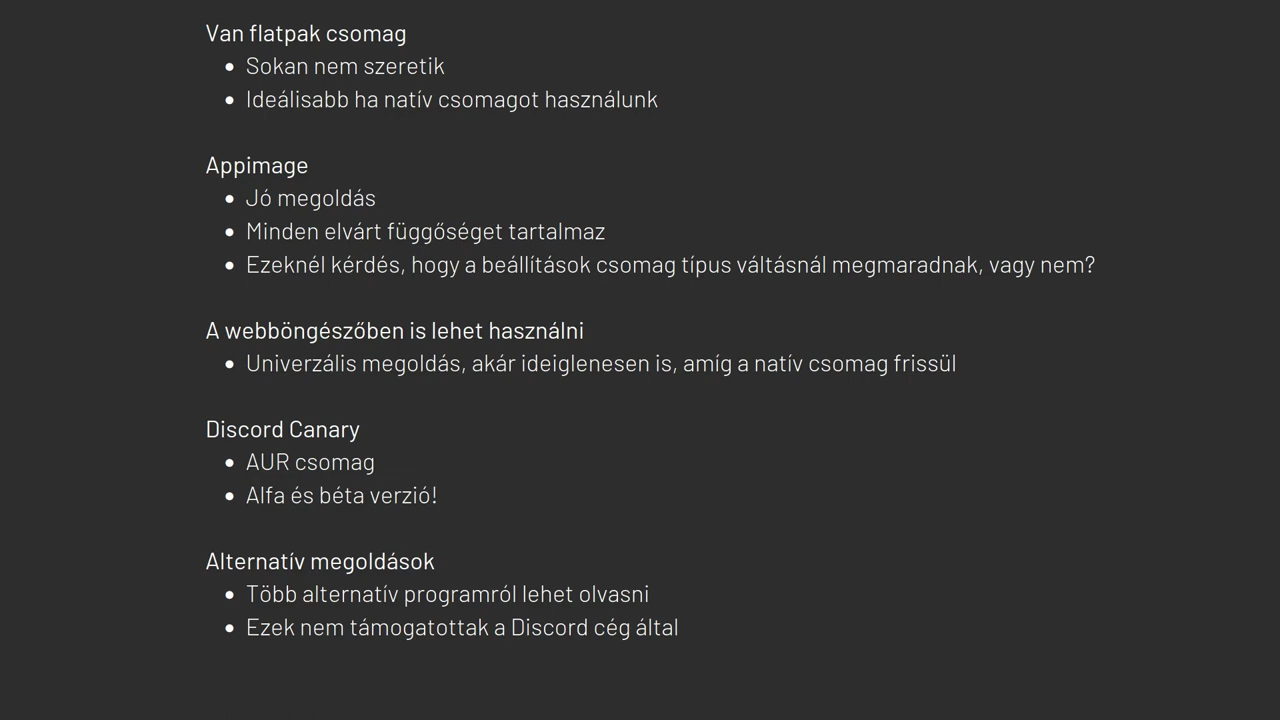 Van flatpak csomag
• Sokan nem szeretik
• Ideálisabb ha natív csomagot használunk
Appimage
• Jó megoldás
• Minden elvárt függőséget tartalmaz
• Ezeknél kérdés, hogy a beállítások csomag típus váltásnál megmaradnak, vagy nem?
A webböngészőben is lehet használni
• Univerzális megoldás, akár ideiglenesen is, amíg a natív csomag frissül
Discord Canary
• AUR csomag
• Alfa és béta verzió!
Alternatív megoldások
• Több alternatív programról lehet olvasni
• Ezek nem támogatottak a Discord cég által